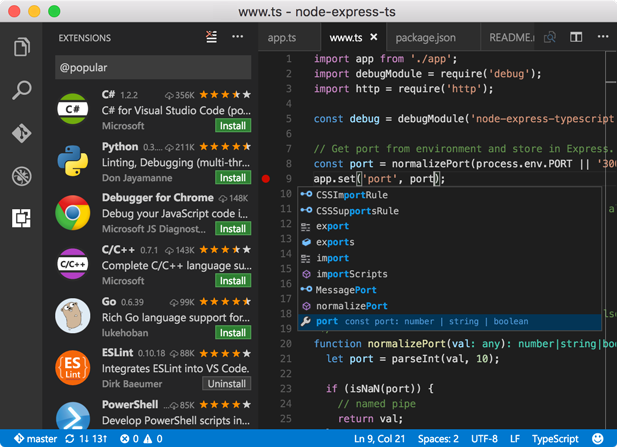 www.ts - node-express-ts
EXTENSIONS
@popular
C# 1.2.2 356K
C# for Visual Studio Code (po...
Microsoft Install
Python 0.3.... 211K
Linting, Debugging (multi-thr...
Don Jayamanne Install
Debugger for Chrome 148K
Debug your JavaScript code i...
Microsoft JS Diagnost... Install
C/C++ 0.7.1 143K
Complete C/C++ language su...
Microsoft Install
Go 0.6.39 99K
Rich Go language support for...
lukehoban Install
ESLint 0.10.18 88K
Integrates ESLint into VS Code.
Dirk Baeumer Uninstall
PowerShell ... 85K
Develop PowerShell scripts in...
app.ts www.ts package.json README.
1 import app from './app';
2 import debugModule = require('debug');
3 import http = require('http');
4
5 const debug = debugModule('node-express-typescript
6
7 // Get port from environment and store in Express.
8 const port = normalizePort(process.env.PORT || '300
9 app.set('port', port);
10 CSSImportRule
11 CSSSupportsRule a
12 export
13 exports
14 import
15 importScripts
16 MessagePort
17 normalizePort
18 port const port: number | string | boolean
19
20 function normalizePort(val: any): number|string|boo
21 let port = parseInt(val, 10);
22
23 if (isNaN(port)) {
24 // named pipe
25 return val;
master 1↓ 13↑ 0 0 Ln 9, Col 21 Spaces: 2 UTF-8 LF TypeScript